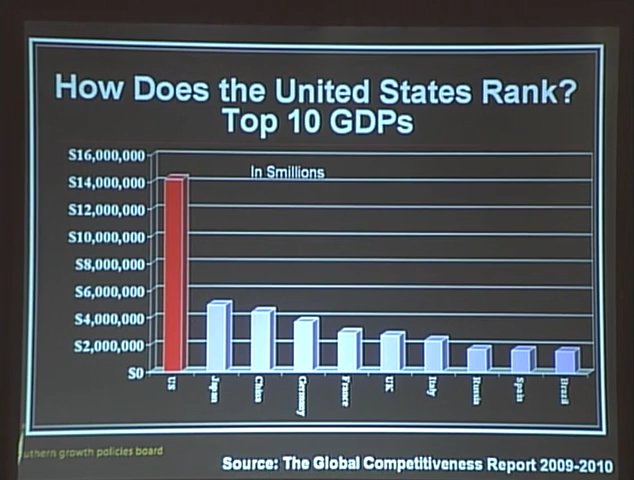 How Does the United States Rank?
Top 10 GDPs
In $millions
$16,000,000
$14,000,000
$12,000,000
$10,000,000
$8,000,000
$6,000,000
$4,000,000
$2,000,000
$0
US
Japan
China
Germany
France
UK
Italy
Russia
Spain
Brazil
uthern growth policies board
Source: The Global Competitiveness Report 2009-2010